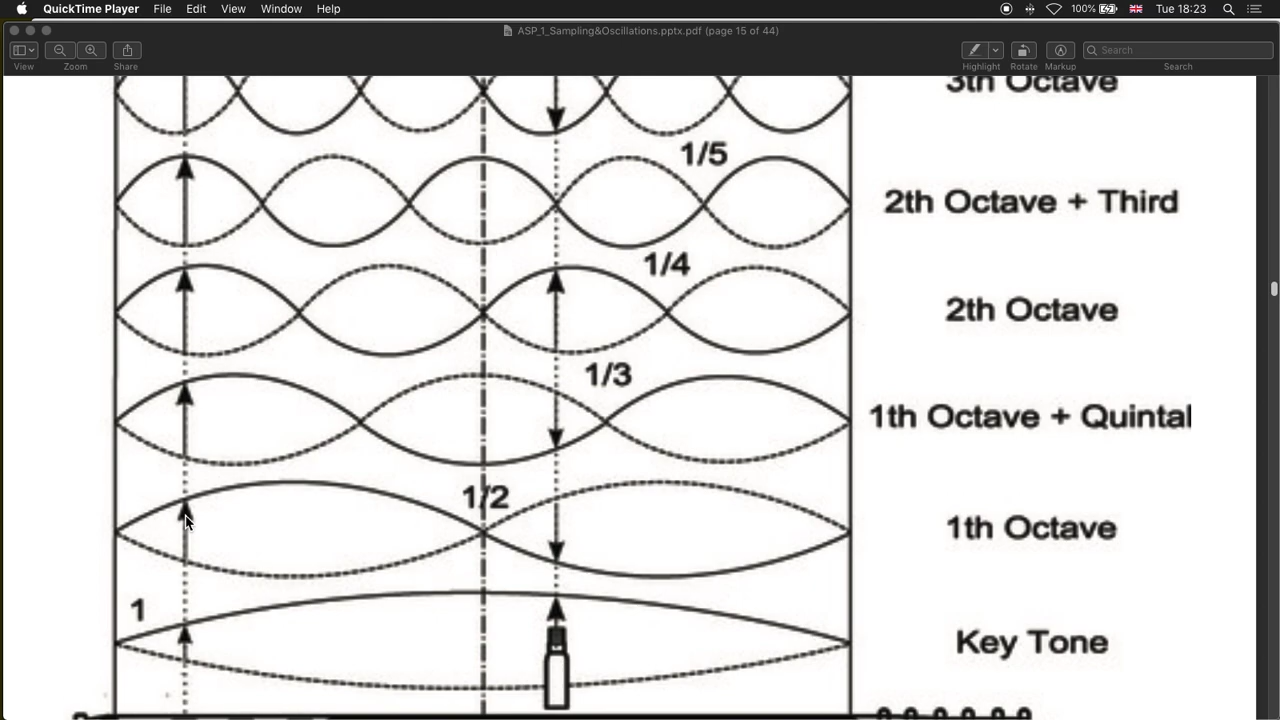 QuickTime Player File Edit View Window Help 100% Tue 18:23
ASP_1_Sampling&Oscillations.pptx.pdf (page 15 of 44)
Search
View Zoom Share Highlight Rotate Markup Search
3th Octave
1/5
2th Octave + Third
1/4
2th Octave
1/3
1th Octave + Quintal
1/2
1th Octave
1
Key Tone